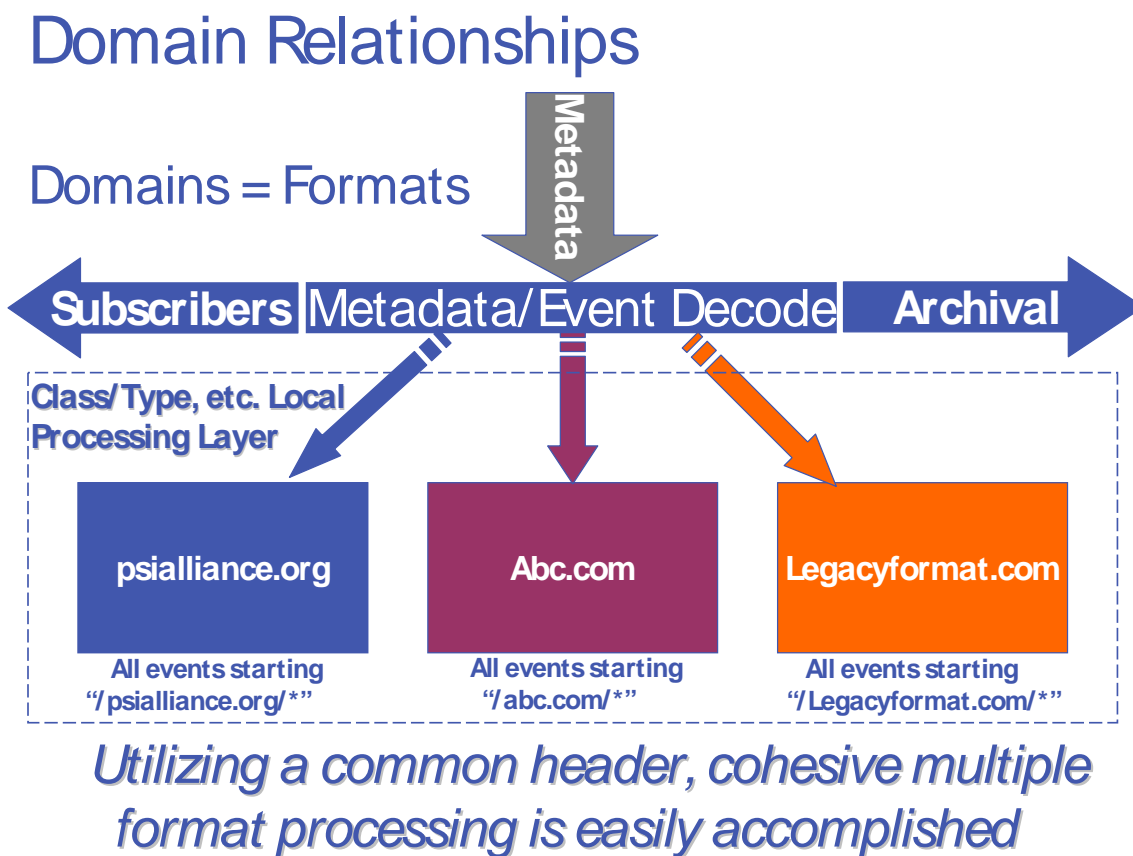 Domain Relationships
Metadata
Domains = Formats
Subscribers Metadata/Event Decode Archival
Class/Type, etc. Local
Processing Layer
psialliance.org Abc.com Legacyformat.com
All events starting All events starting All events starting
“/psialliance.org/*” “/abc.com/*” “/Legacyformat.com/*”
Utilizing a common header, cohesive multiple
format processing is easily accomplished